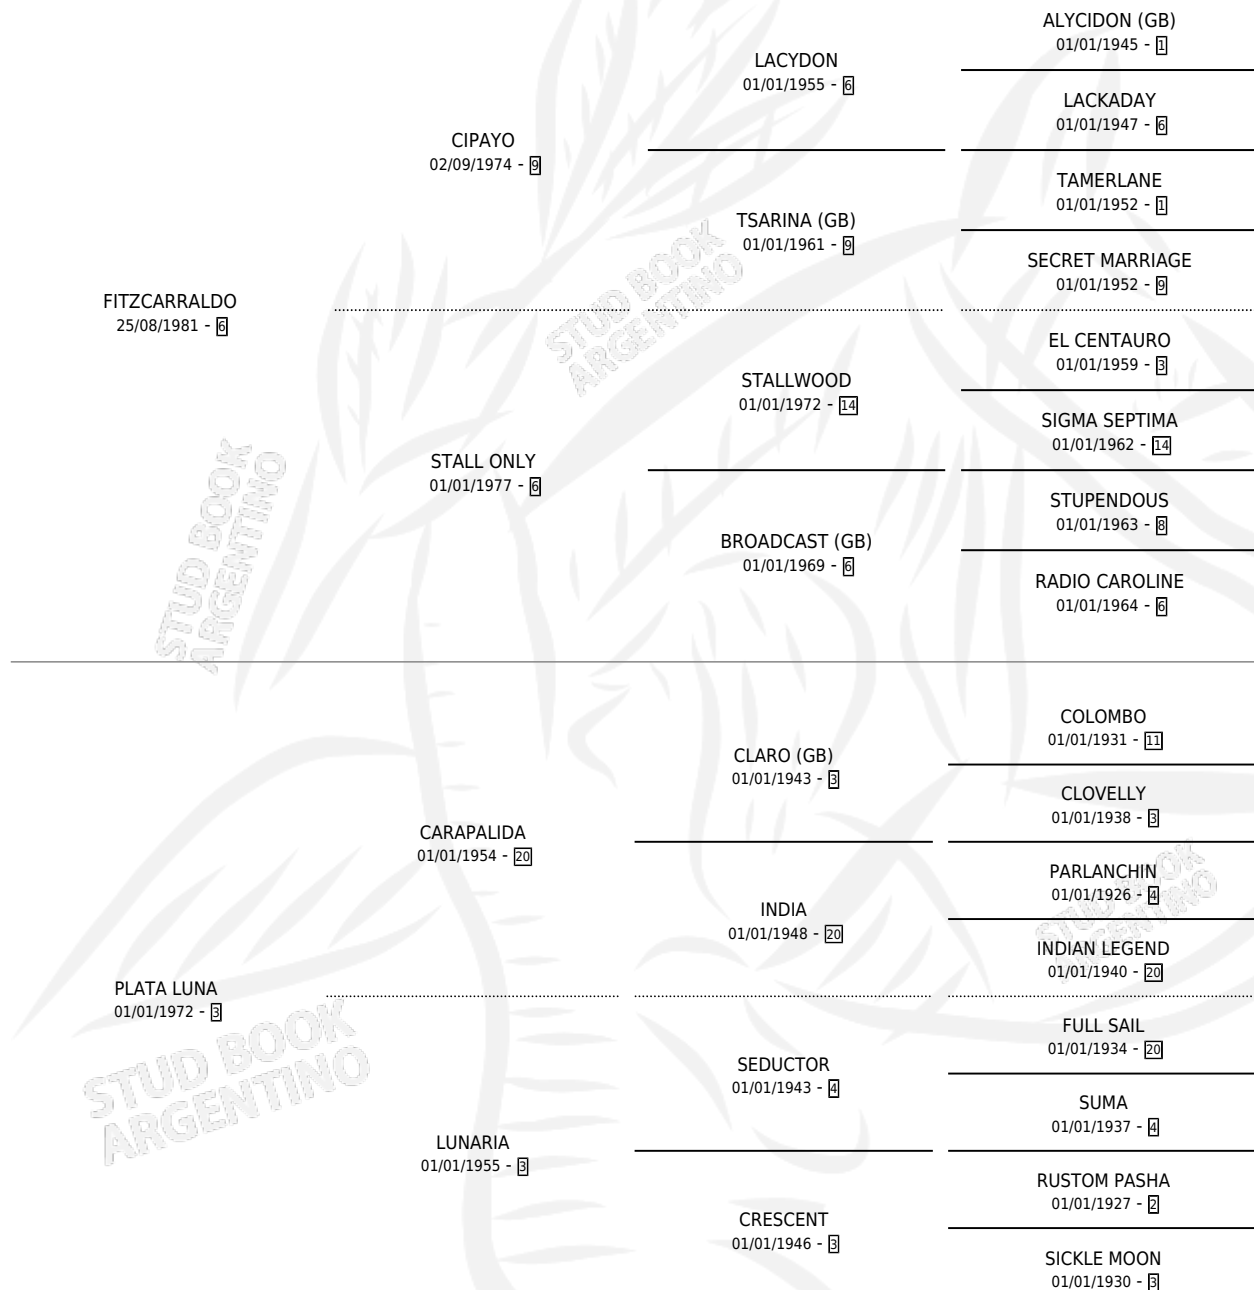 ALYCIDON (GB)
01/01/1945 - 1
LACYDON
01/01/1955 - 6
LACKADAY
01/01/1947 - 6
CIPAYO
02/09/1974 - 9
TAMERLANE
01/01/1952 - 1
TSARINA (GB)
01/01/1961 - 9
SECRET MARRIAGE
01/01/1952 - 9
FITZCARRALDO
25/08/1981 - 6
STUD BOOK
ARGENTINO
EL CENTAURO
01/01/1959 - 3
STALLWOOD
01/01/1972 - 14
SIGMA SEPTIMA
01/01/1962 - 14
STALL ONLY
01/01/1977 - 6
STUPENDOUS
01/01/1963 - 8
BROADCAST (GB)
01/01/1969 - 6
RADIO CAROLINE
01/01/1964 - 6
STUD BOOK
ARGENTINO
COLOMBO
01/01/1931 - 11
CLARO (GB)
01/01/1943 - 3
CLOVELLY
01/01/1938 - 3
CARAPALIDA
01/01/1954 - 20
PARLANCHIN
01/01/1926 - 4
INDIA
01/01/1948 - 20
INDIAN LEGEND
01/01/1940 - 20
STUD BOOK
ARGENTINO
PLATA LUNA
01/01/1972 - 3
FULL SAIL
01/01/1934 - 20
SEDUCTOR
01/01/1943 - 4
SUMA
01/01/1937 - 4
STUD BOOK
ARGENTINO
LUNARIA
01/01/1955 - 3
RUSTOM PASHA
01/01/1927 - 2
CRESCENT
01/01/1946 - 3
SICKLE MOON
01/01/1930 - 3